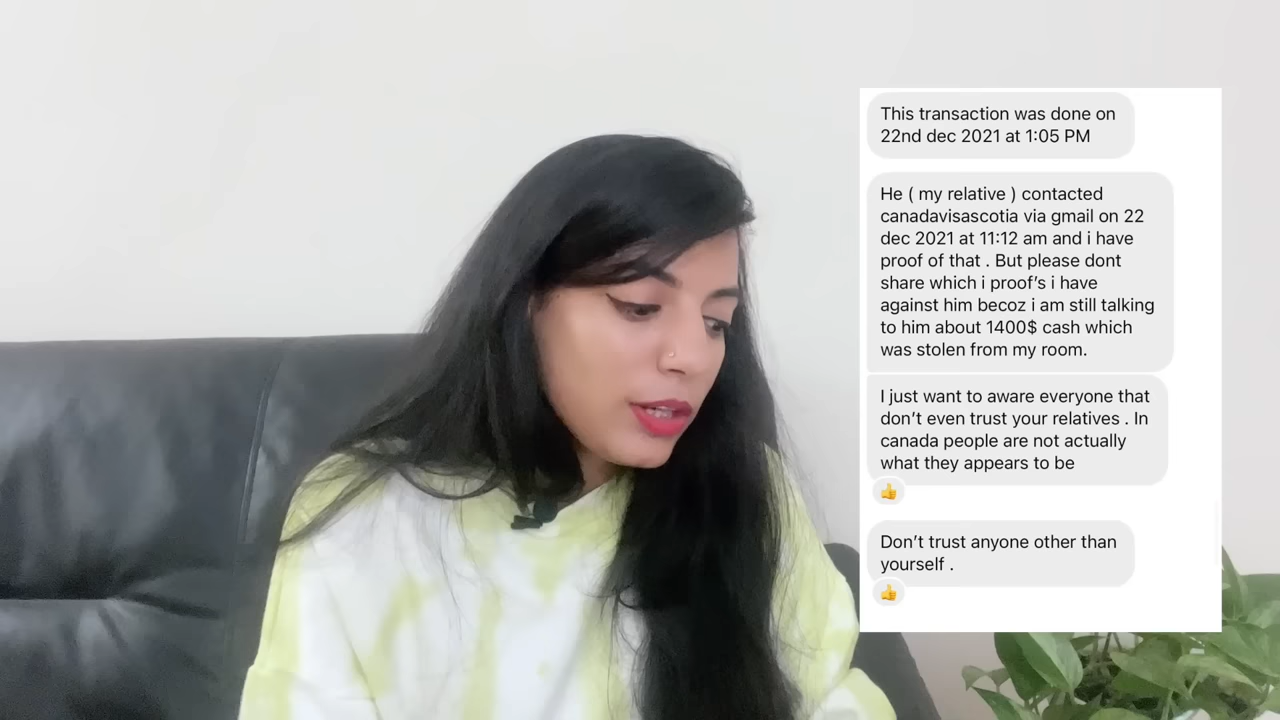 This transaction was done on
22nd dec 2021 at 1:05 PM
He ( my relative ) contacted
canadavisascotia via gmail on 22
dec 2021 at 11:12 am and i have
proof of that . But please dont
share which i proof’s i have
against him becoz i am still talking
to him about 1400$ cash which
was stolen from my room.
I just want to aware everyone that
don’t even trust your relatives . In
canada people are not actually
what they appears to be
Don’t trust anyone other than
yourself .